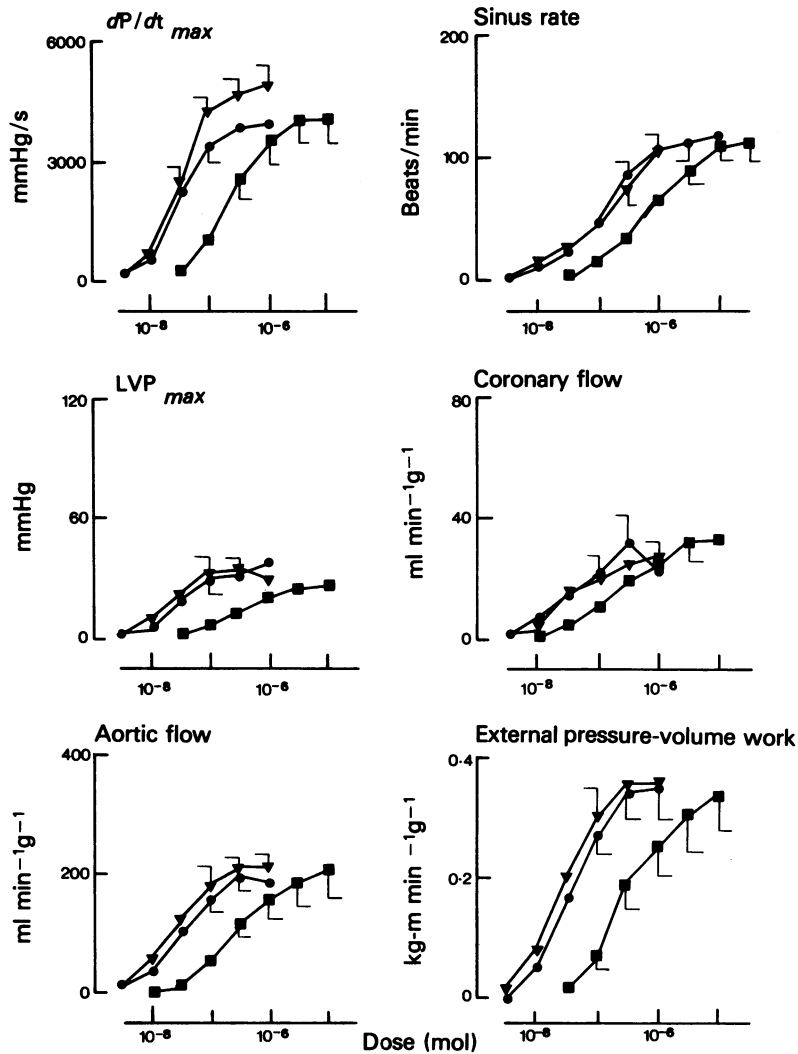 dP/dt max
6000
3000
0
mmHg/s
10⁻⁸
10⁻⁶
Sinus rate
200
100
0
Beats/min
10⁻⁸
10⁻⁶
LVP max
120
60
0
mmHg
10⁻⁸
10⁻⁶
Coronary flow
80
40
0
ml min⁻¹g⁻¹
10⁻⁸
10⁻⁶
Aortic flow
400
200
0
ml min⁻¹g⁻¹
10⁻⁸
10⁻⁶
External pressure-volume work
0·4
0·2
0
kg-m min⁻¹g⁻¹
10⁻⁸
10⁻⁶
Dose (mol)